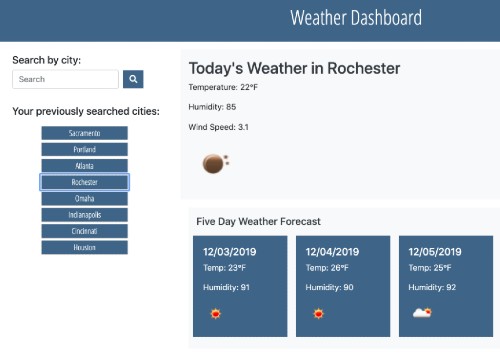 Weather Dashboard
Search by city:
Search
Your previously searched cities:
Sacramento
Portland
Atlanta
Rochester
Omaha
Indianapolis
Cincinnati
Houston
Today's Weather in Rochester
Temperature: 22°F
Humidity: 85
Wind Speed: 3.1
Five Day Weather Forecast
12/03/2019
Temp: 23°F
Humidity: 91
12/04/2019
Temp: 26°F
Humidity: 90
12/05/2019
Temp: 25°F
Humidity: 92